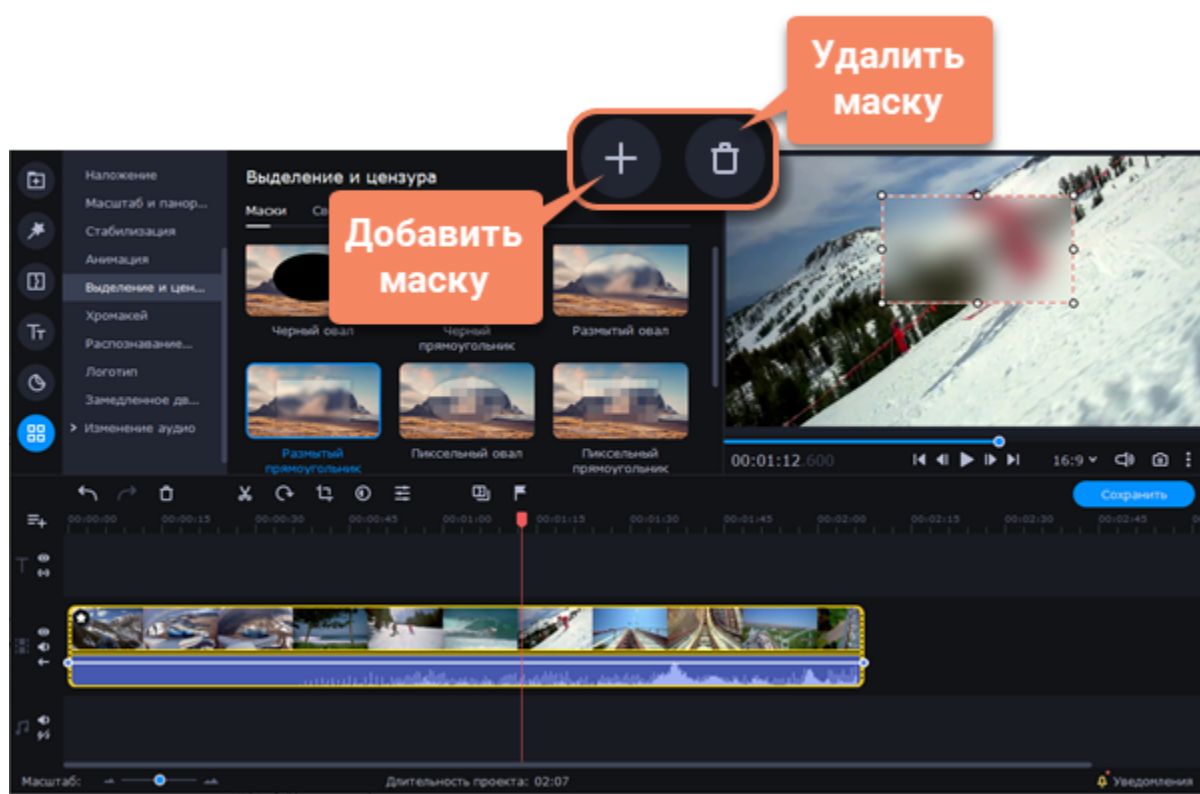 Удалить
маску
Наложение
Масштаб и панор...
Стабилизация
Анимация
Выделение и цен...
Хромакей
Распознавание...
Логотип
Замедленное дв...
Изменение аудио
Выделение и цензура
Маски
Добавить
маску
Черный овал
Черный
прямоугольник
Размытый овал
Размытый
прямоугольник
Пиксельный овал
Пиксельный
прямоугольник
00:01:12.600
16:9
Сохранить
00:00:00 00:00:15 00:00:30 00:00:45 00:01:00 00:01:15 00:01:30 00:01:45 00:02:00 00:02:15 00:02:30 00:02:45
Масштаб:
Длительность проекта: 02:07
Уведомления